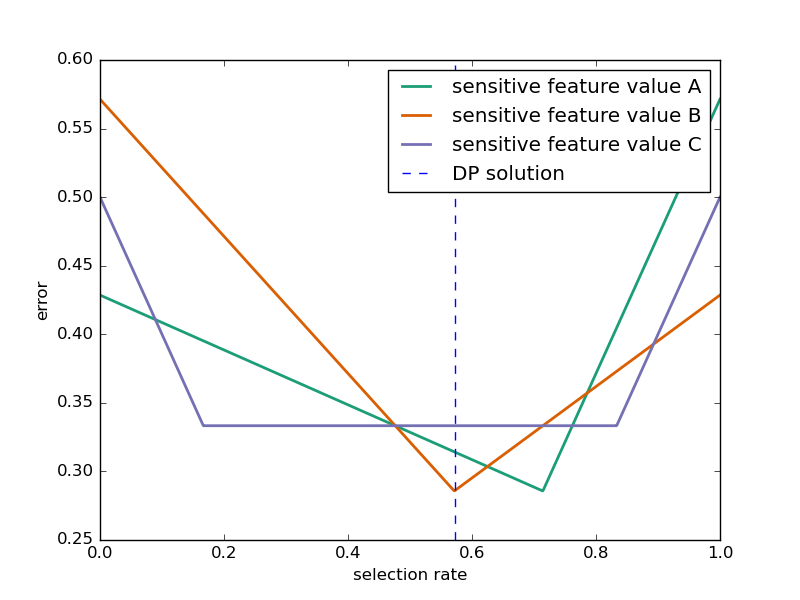 0.60
0.55
0.50
0.45
0.40
0.35
0.30
0.25
error
sensitive feature value A
sensitive feature value B
sensitive feature value C
DP solution
0.0 0.2 0.4 0.6 0.8 1.0
selection rate